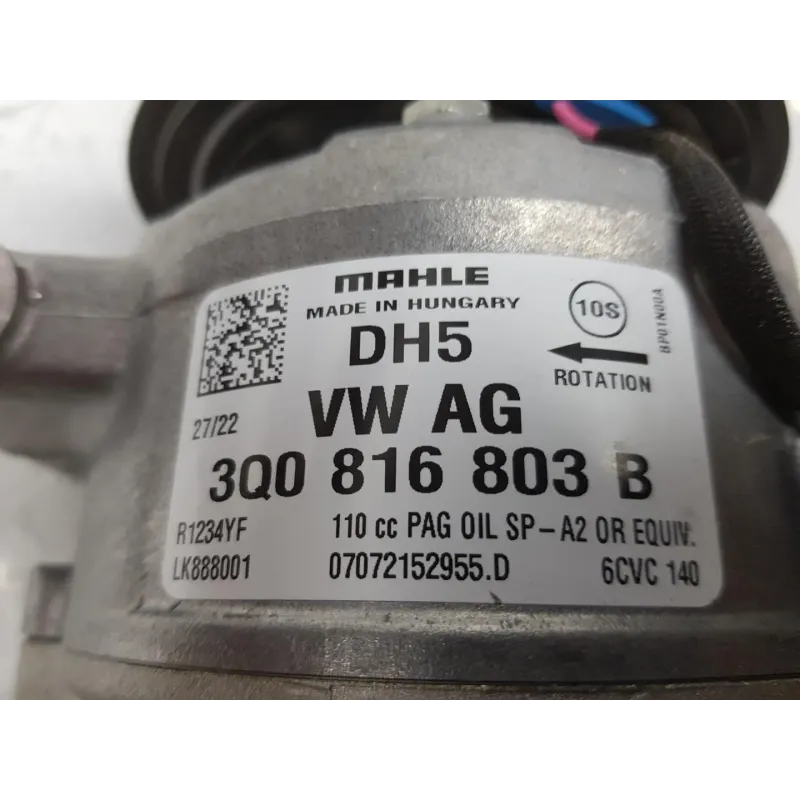 MAHLE
MADE IN HUNGARY
10S
DH5
BP01N00A
ROTATION
VW AG
27/22
3Q0 816 803 B
R1234YF 110 cc PAG OIL SP-A2 OR EQUIV.
LK888001 07072152955.D 6CVC 140